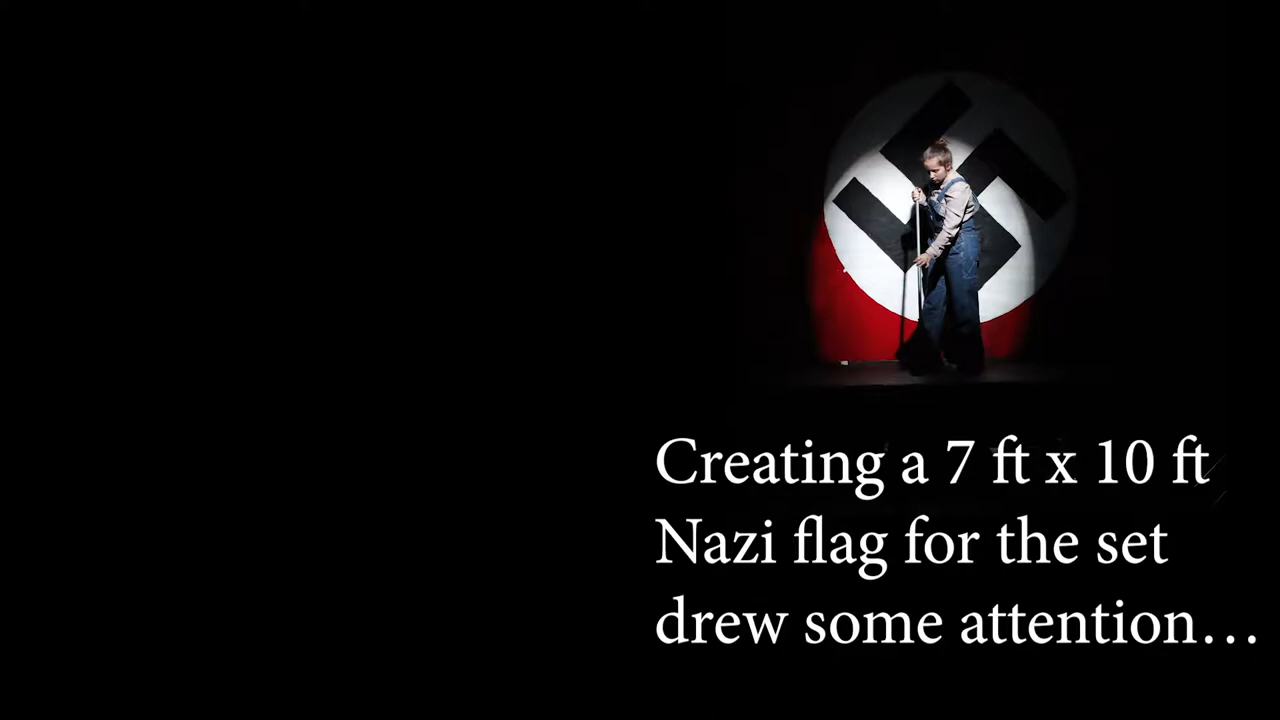 Creating a 7 ft x 10 ft
Nazi flag for the set
drew some attention…